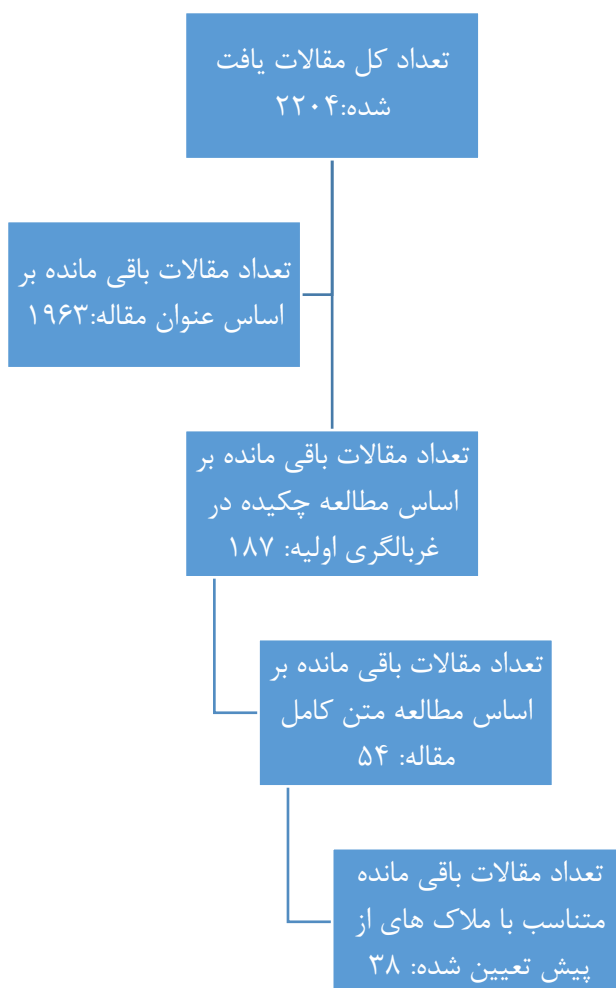 تعداد کل مقالات یافت
شده:۲۲۰۴
تعداد مقالات باقی مانده بر
اساس عنوان مقاله:۱۹۶۳
تعداد مقالات باقی مانده بر
اساس مطالعه چکیده در
غربالگری اولیه: ۱۸۷
تعداد مقالات باقی مانده بر
اساس مطالعه متن کامل
مقاله: ۵۴
تعداد مقالات باقی مانده
متناسب با ملاک های از
پیش تعیین شده: ۳۸